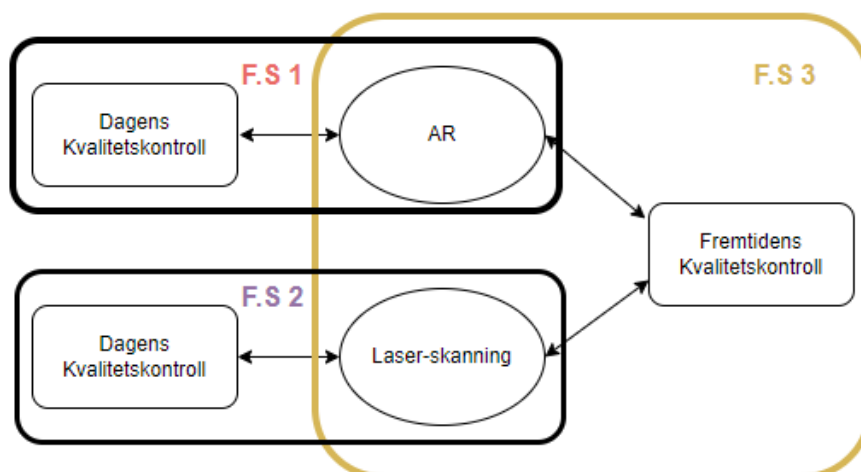 F.S 1
F.S 3
Dagens
Kvalitetskontroll
AR
Fremtidens
Kvalitetskontroll
F.S 2
Dagens
Kvalitetskontroll
Laser-skanning